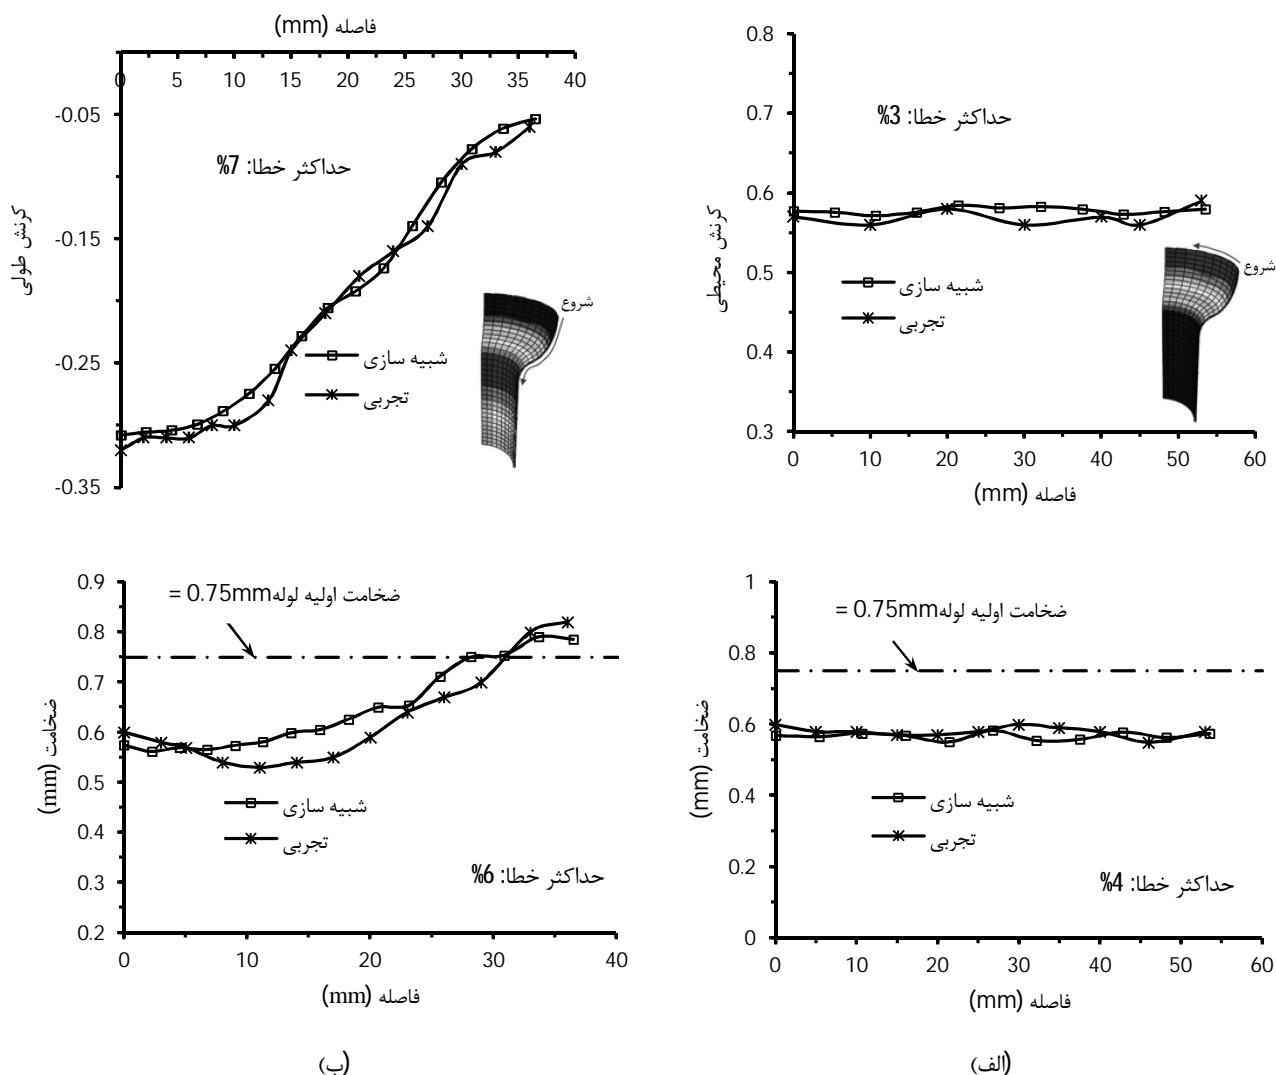 فاصله (mm)
0 5 10 15 20 25 30 35 40
-0.05
-0.15
-0.25
-0.35
کرنش طولی
حداکثر خطا: 7%
شروع
شبیه سازی
تجربی
0.8
0.7
0.6
0.5
0.4
0.3
کرنش محیطی
حداکثر خطا: 3%
شروع
شبیه سازی
تجربی
0 10 20 30 40 50 60
فاصله (mm)
0.9
0.8
0.7
0.6
0.5
0.4
0.3
0.2
ضخامت (mm)
ضخامت اولیه لوله 0.75mm =
شبیه سازی
تجربی
حداکثر خطا: 6%
0 10 20 30 40
فاصله (mm)
(ب)
1
0.8
0.6
0.4
0.2
0
ضخامت (mm)
ضخامت اولیه لوله 0.75mm =
شبیه سازی
تجربی
حداکثر خطا: 4%
0 10 20 30 40 50 60
فاصله (mm)
(الف)